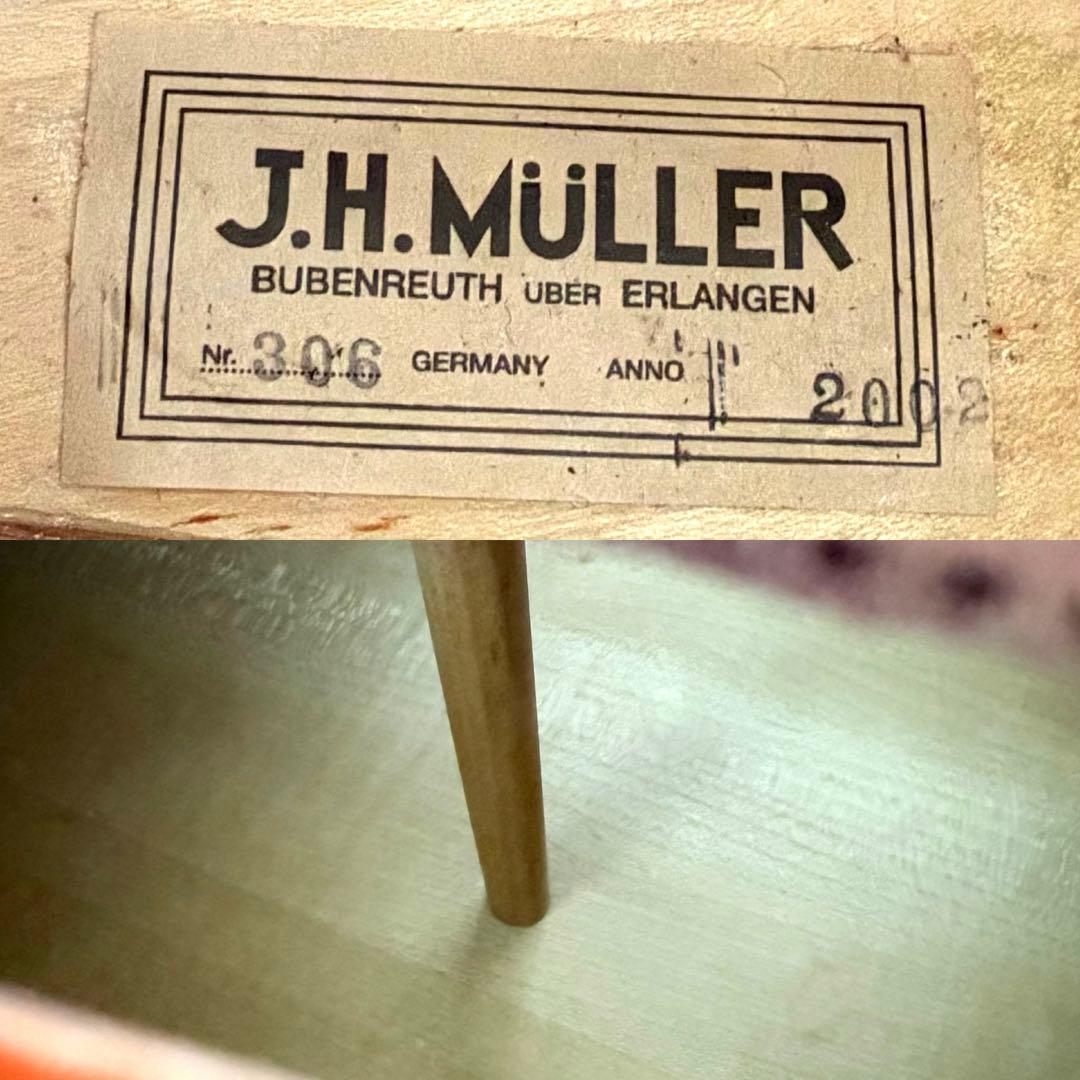 J.H.MÜLLER
BUBENREUTH ÜBER ERLANGEN
Nr. 306 GERMANY ANNO 2002